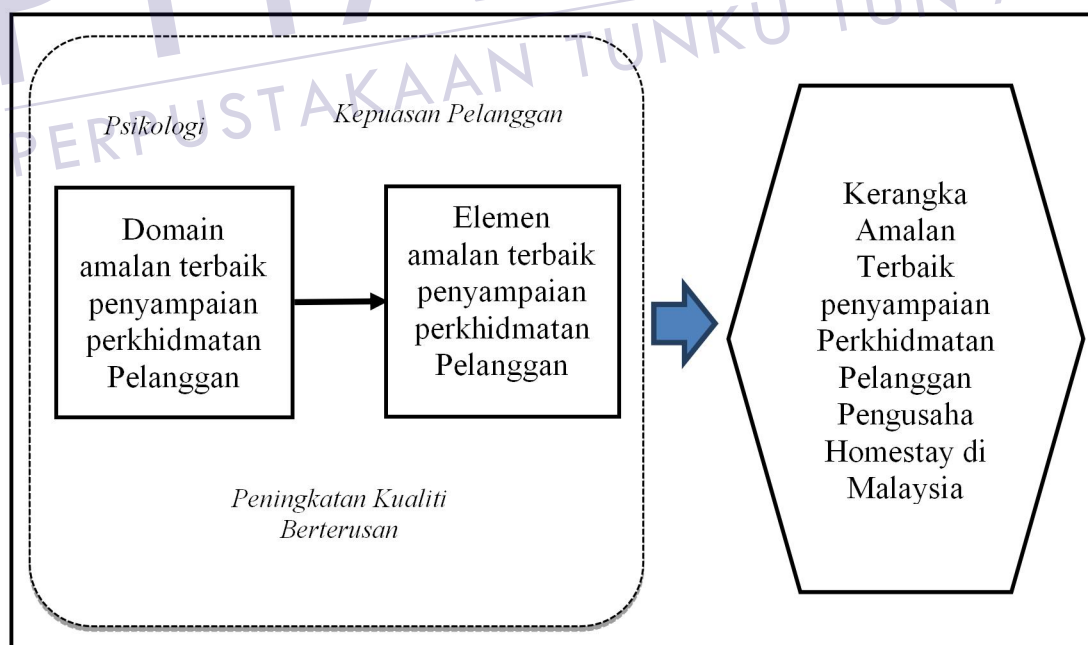 PERPUSTAKAAN TUNKU TUN
Psikologi
Kepuasan Pelanggan
Domain
amalan terbaik
penyampaian
perkhidmatan
Pelanggan
Elemen
amalan terbaik
penyampaian
perkhidmatan
Pelanggan
Peningkatan Kualiti
Berterusan
Kerangka
Amalan
Terbaik
penyampaian
Perkhidmatan
Pelanggan
Pengusaha
Homestay di
Malaysia